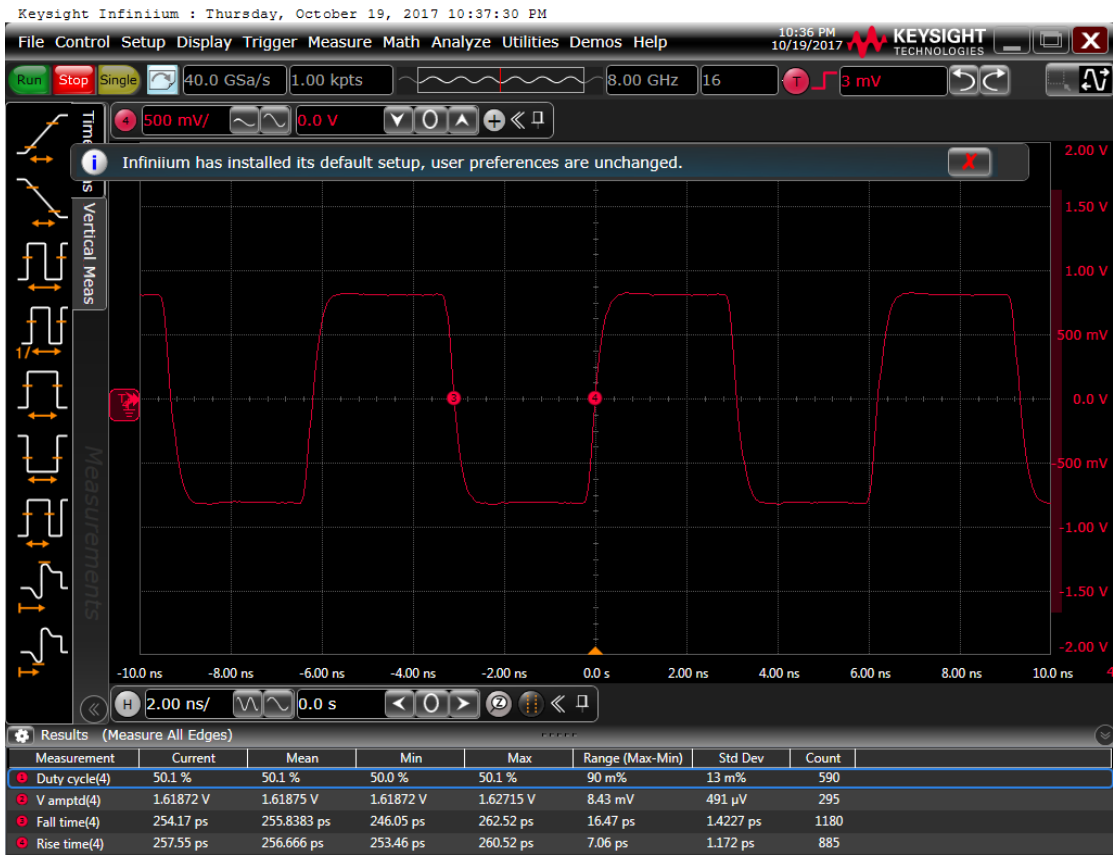 Keysight Infiniium : Thursday, October 19, 2017 10:37:30 PM
File Control Setup Display Trigger Measure Math Analyze Utilities Demos Help 10:36 PM 10/19/2017 KEYSIGHT TECHNOLOGIES
Run Stop Single 40.0 GSa/s 1.00 kpts 8.00 GHz 16 T 3 mV
4 500 mV/ 0.0 V
Infiniium has installed its default setup, user preferences are unchanged.
Vertical Meas
Measurements
2.00 V
1.50 V
1.00 V
500 mV
0.0 V
-500 mV
-1.00 V
-1.50 V
-2.00 V
3 4
-10.0 ns -8.00 ns -6.00 ns -4.00 ns -2.00 ns 0.0 s 2.00 ns 4.00 ns 6.00 ns 8.00 ns 10.0 ns
H 2.00 ns/ 0.0 s
Results (Measure All Edges)
Measurement Current Mean Min Max Range (Max-Min) Std Dev Count
1 Duty cycle(4) 50.1 % 50.1 % 50.0 % 50.1 % 90 m% 13 m% 590
2 V amptd(4) 1.61872 V 1.61875 V 1.61872 V 1.62715 V 8.43 mV 491 µV 295
3 Fall time(4) 254.17 ps 255.8383 ps 246.05 ps 262.52 ps 16.47 ps 1.4227 ps 1180
4 Rise time(4) 257.55 ps 256.666 ps 253.46 ps 260.52 ps 7.06 ps 1.172 ps 885